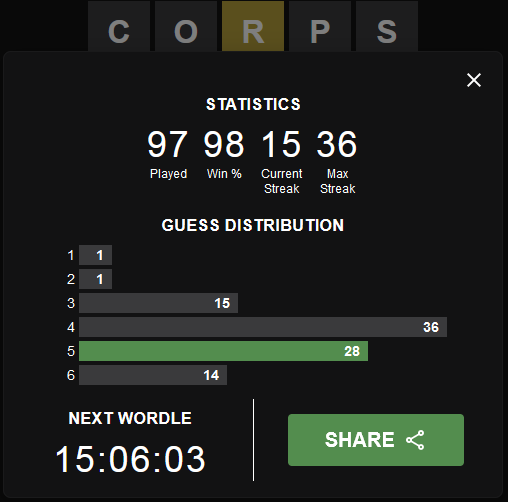 C O R P S
STATISTICS
97 98 15 36
Played Win % Current Streak Max Streak
GUESS DISTRIBUTION
1 1
2 1
3 15
4 36
5 28
6 14
NEXT WORDLE
15:06:03
SHARE